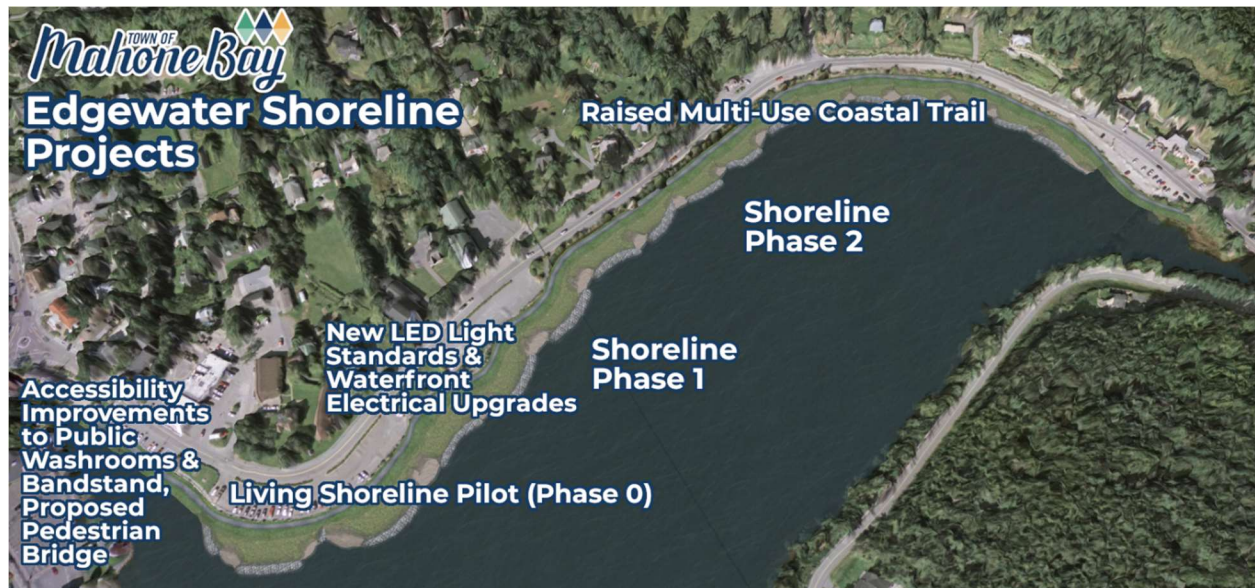 TOWN OF
Mahone Bay
Edgewater Shoreline
Projects
Raised Multi-Use Coastal Trail
Shoreline
Phase 2
Shoreline
Phase 1
New LED Light
Standards &
Waterfront
Electrical Upgrades
Accessibility
Improvements
to Public
Washrooms &
Bandstand,
Proposed
Pedestrian
Bridge
Living Shoreline Pilot (Phase 0)